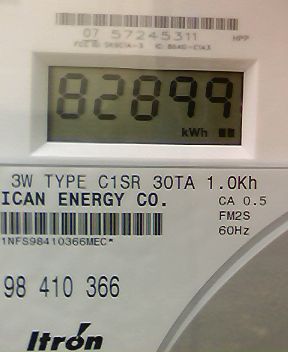 07 57245311 HPP
82899
kWh
3W TYPE C1SR 30TA 1.0Kh
ICAN ENERGY CO. CA 0.5
FM2S
60Hz
1NFS98410366MEC*
98 410 366
Itron